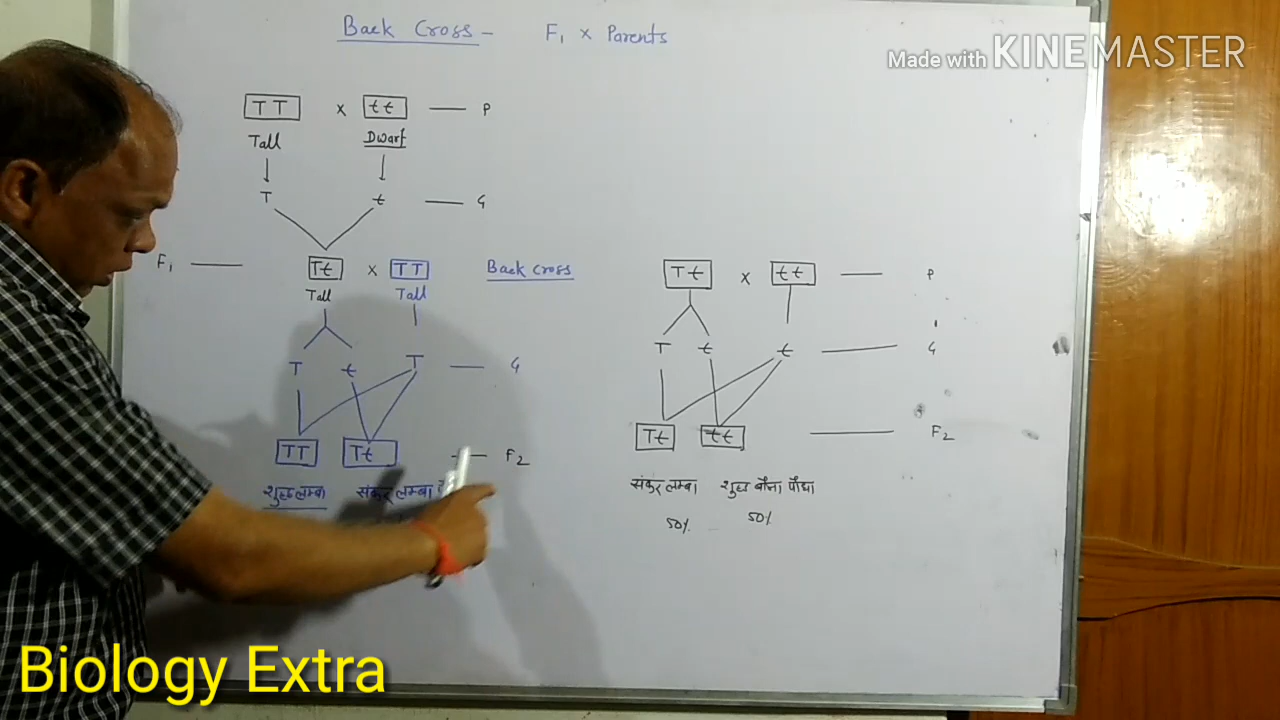 Back Cross - F₁ × Parents
Made with KINEMASTER
TT × tt — P
Tall Dwarf
T t — G
F₁ — Tt × TT Back cross
Tall Tall
T t T — G
TT Tt — F₂
शुद्ध लम्बा संकर लम्बा
Tt × tt — P
T t t — G
Tt tt — F₂
संकर लम्बा शुद्ध बौना पौधा
50% 50%
Biology Extra